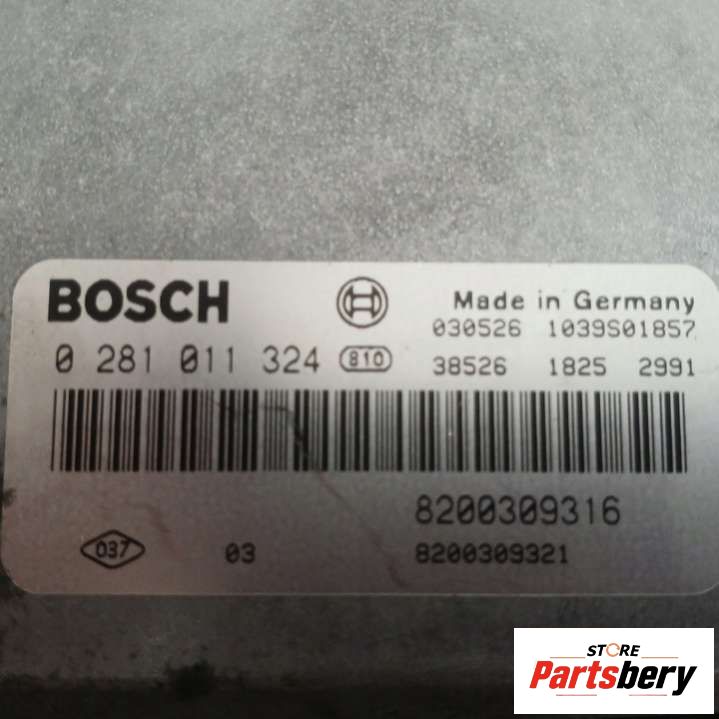 BOSCH
Made in Germany
030526 1039S01857
0 281 011 324 810
38526 1825 2991
8200309316
037 03 8200309321
STORE
Partsbery